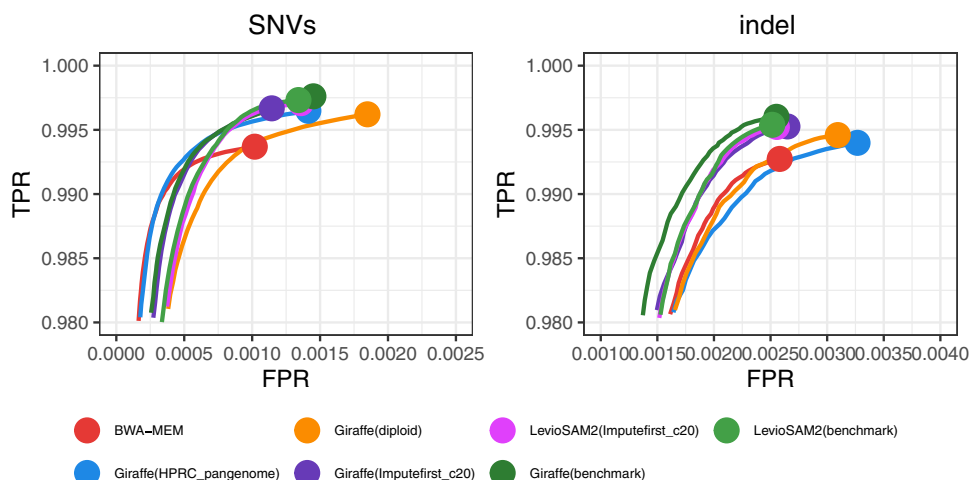 SNVs
indel
1.000
0.995
0.990
0.985
0.980
TPR
0.0000 0.0005 0.0010 0.0015 0.0020 0.0025
FPR
1.000
0.995
0.990
0.985
0.980
TPR
0.0010 0.0015 0.0020 0.0025 0.0030 0.0035 0.0040
FPR
BWA−MEM
Giraffe(diploid)
LevioSAM2(Imputefirst_c20)
LevioSAM2(benchmark)
Giraffe(HPRC_pangenome)
Giraffe(Imputefirst_c20)
Giraffe(benchmark)